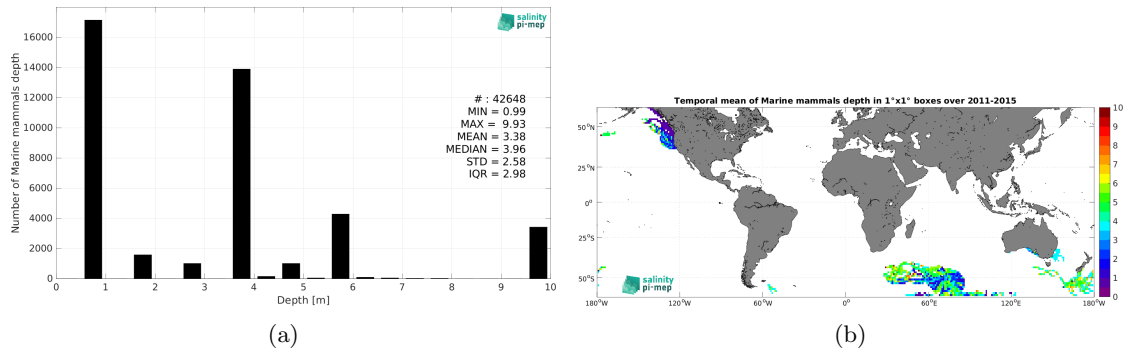 salinity
pi-mep
Number of Marine mammals depth
16000
14000
12000
10000
8000
6000
4000
2000
0
# : 42648
MIN = 0.99
MAX = 9.93
MEAN = 3.38
MEDIAN = 3.96
STD = 2.58
IQR = 2.98
0 1 2 3 4 5 6 7 8 9 10
Depth [m]
(a)
Temporal mean of Marine mammals depth in 1°x1° boxes over 2011-2015
50°N
25°N
0°
25°S
50°S
180°W 120°W 60°W 0° 60°E 120°E 180°W
salinity
pi-mep
10
9
8
7
6
5
4
3
2
1
0
(b)